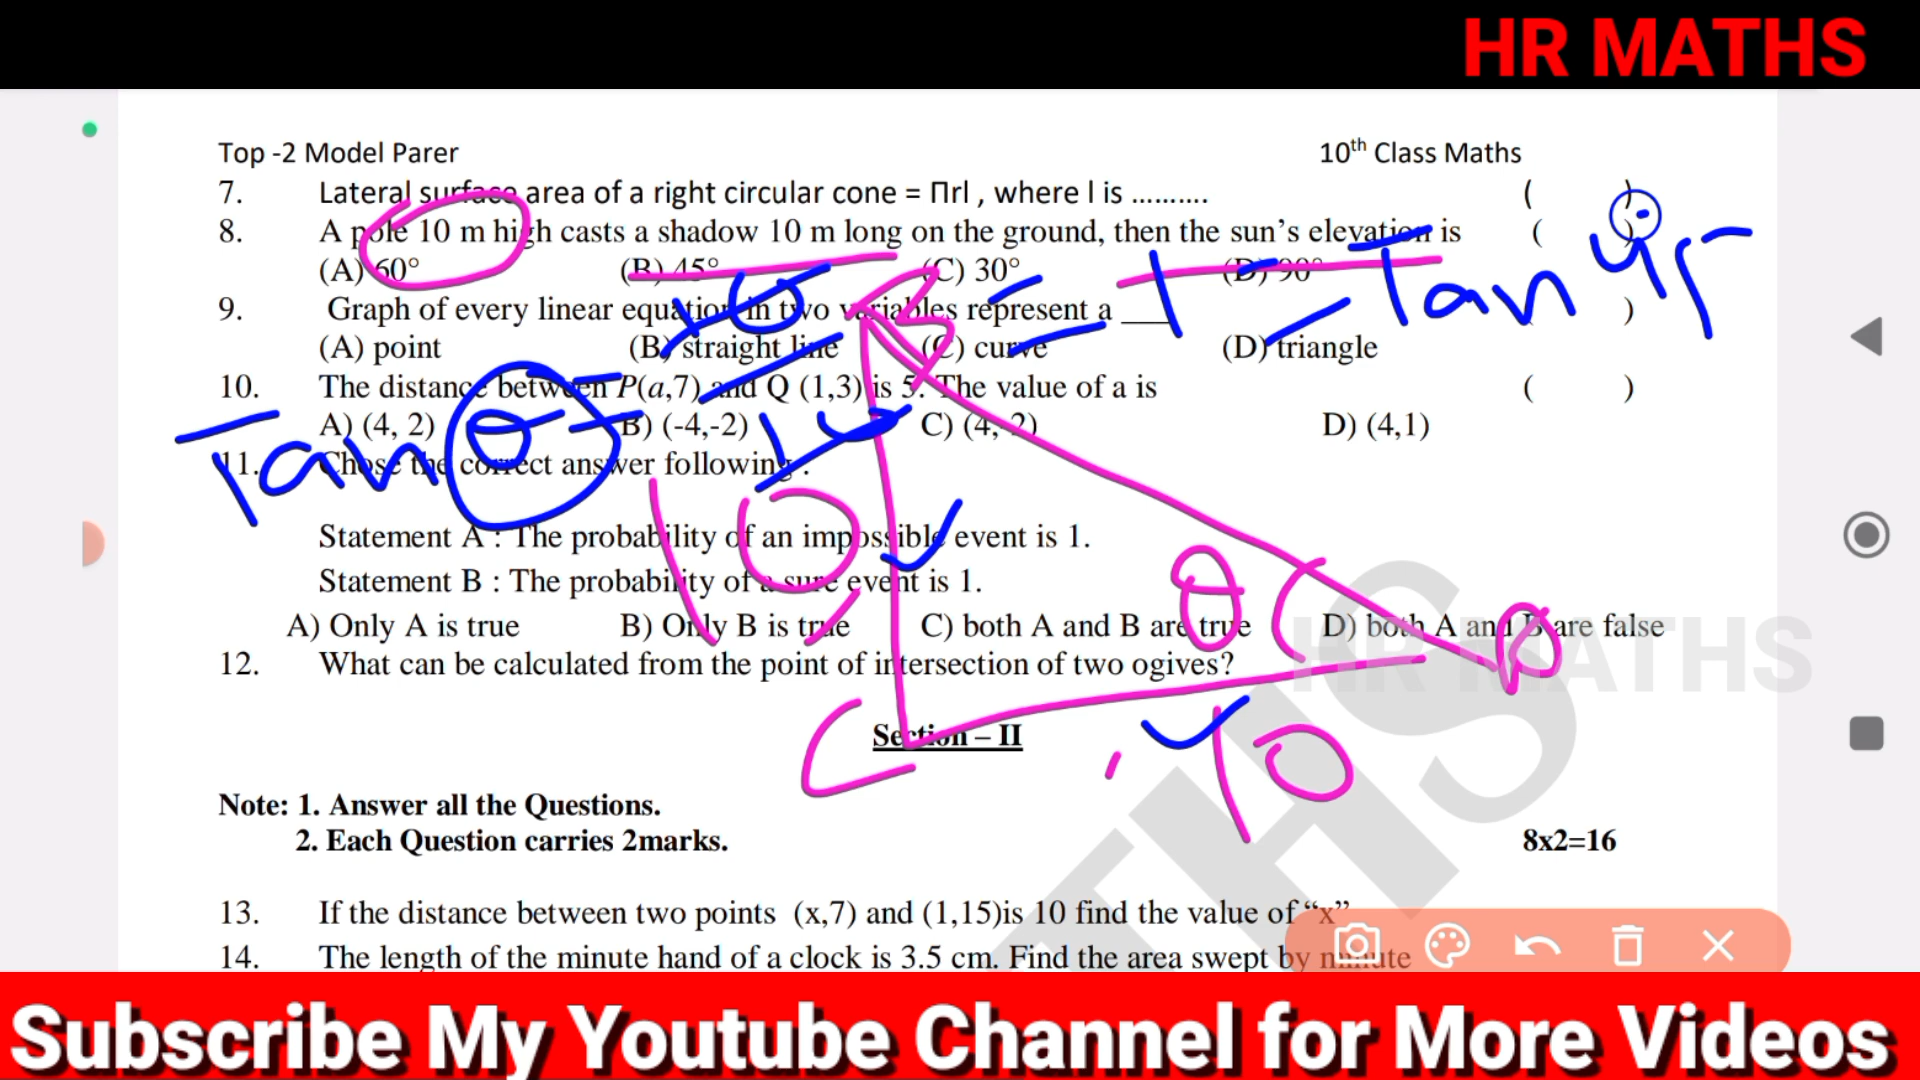 HR MATHS
Top -2 Model Parer 10th Class Maths
7. Lateral surface area of a right circular cone = Πrl , where l is .......... ( )
8. A pole 10 m high casts a shadow 10 m long on the ground, then the sun’s elevation is ( )
(A) 60° (B) 45° (C) 30° (D) 90°
9. Graph of every linear equation in two variables represent a ____ )
(A) point (B) straight line (C) curve (D) triangle
10. The distance between P(a,7) and Q (1,3) is 5. The value of a is ( )
A) (4, 2) B) (-4,-2) C) (4,-2) D) (4,1)
11. Chose the correct answer following .
Tan θ = 10 / 10 = 1 = Tan 45
Statement A : The probability of an impossible event is 1.
Statement B : The probability of a sure event is 1.
A) Only A is true B) Only B is true C) both A and B are true D) both A and B are false
12. What can be calculated from the point of intersection of two ogives?
10
θ
C
10
HR MATHS
Section – II
Note: 1. Answer all the Questions.
2. Each Question carries 2marks. 8x2=16
13. If the distance between two points (x,7) and (1,15)is 10 find the value of “x”
14. The length of the minute hand of a clock is 3.5 cm. Find the area swept by minute
THS
Subscribe My Youtube Channel for More Videos